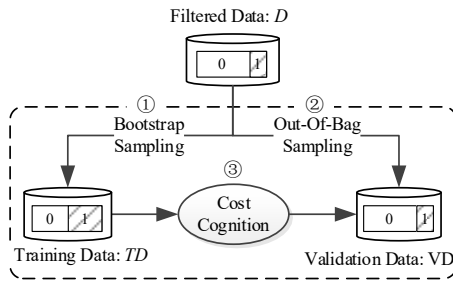 Filtered Data: D
0 1
① ②
Bootstrap Out-Of-Bag
Sampling Sampling
③
Cost
Cognition
0 1
0 1
Training Data: TD
Validation Data: VD